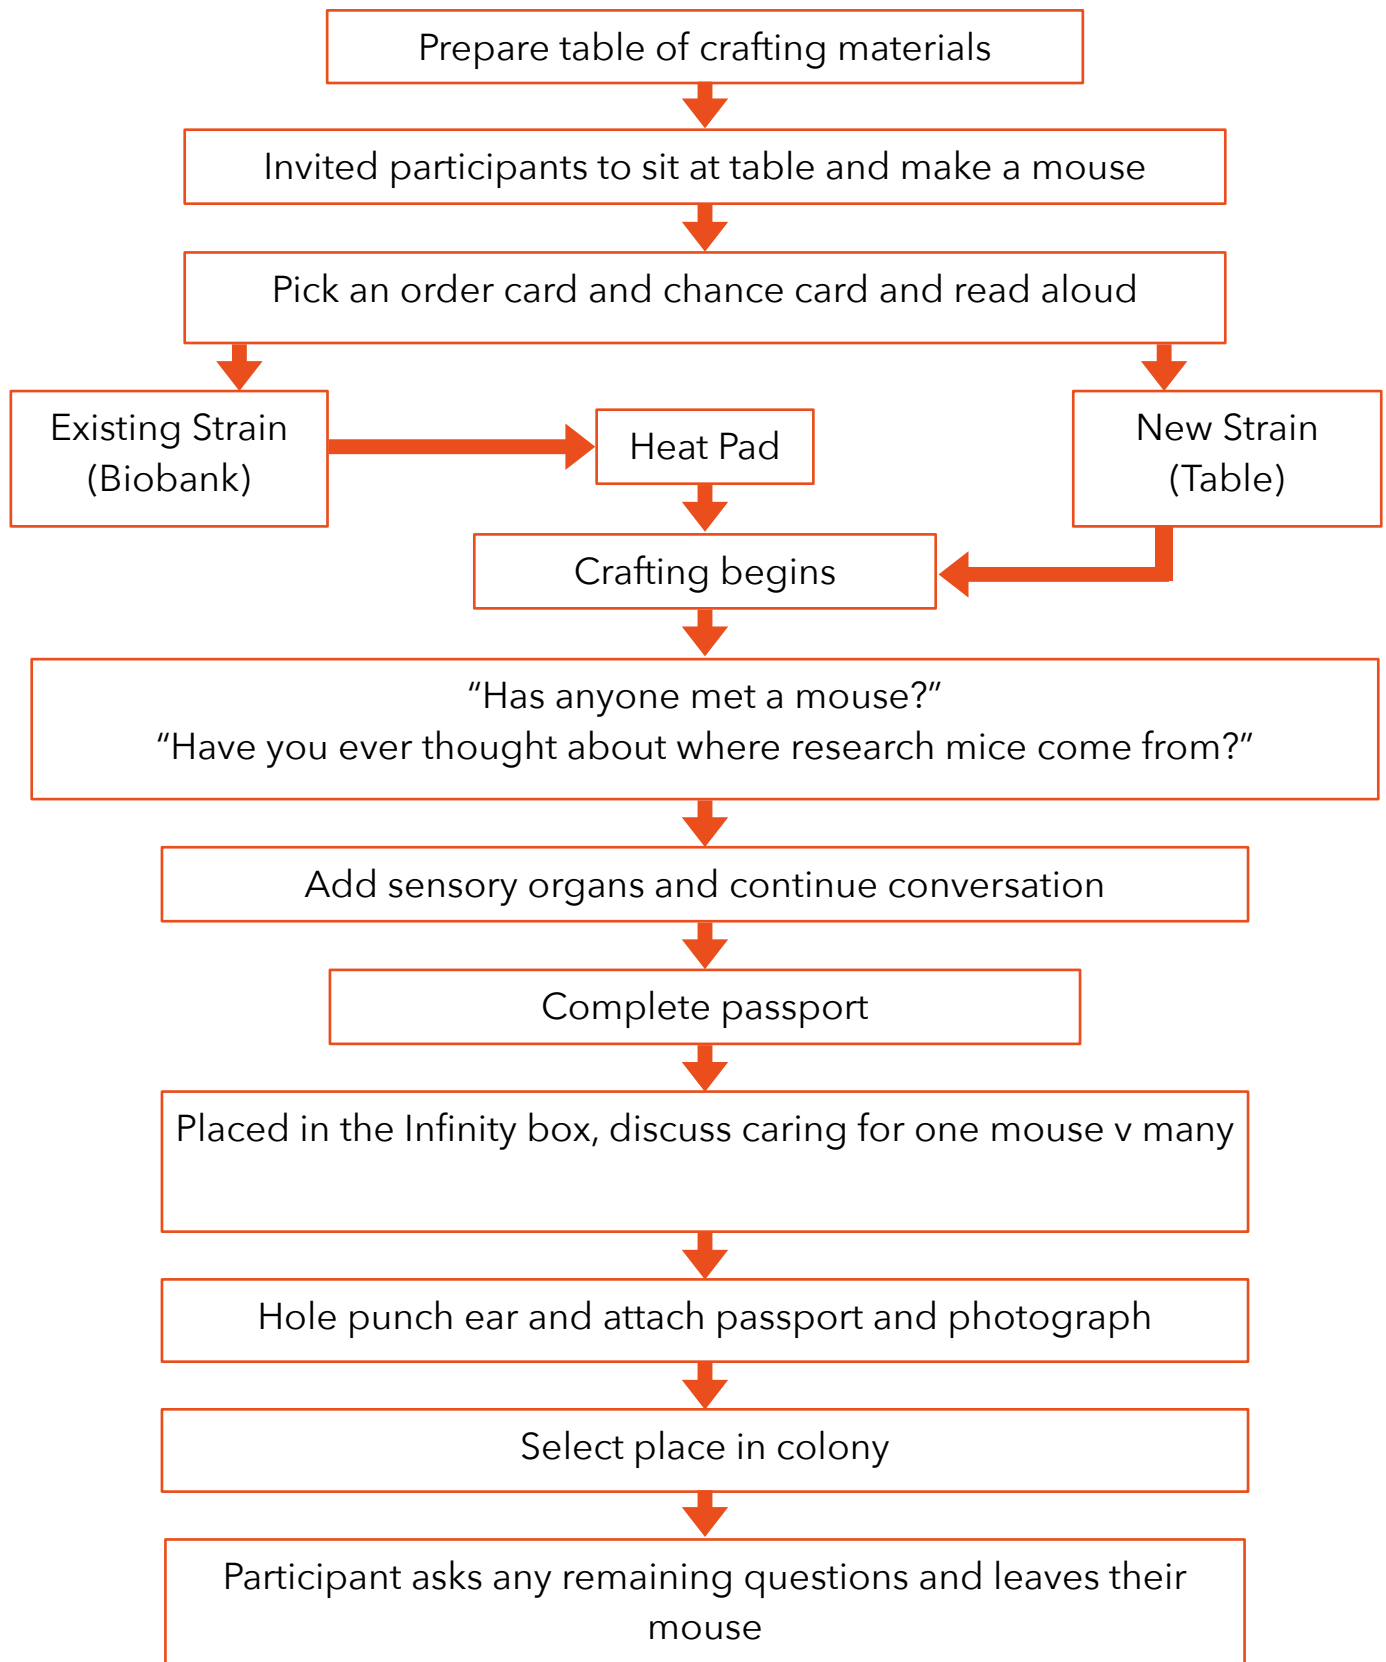 Prepare table of crafting materials
Invited participants to sit at table and make a mouse
Pick an order card and chance card and read aloud
Existing Strain
(Biobank)
Heat Pad
New Strain
(Table)
Crafting begins
“Has anyone met a mouse?”
“Have you ever thought about where research mice come from?”
Add sensory organs and continue conversation
Complete passport
Placed in the Infinity box, discuss caring for one mouse v many
Hole punch ear and attach passport and photograph
Select place in colony
Participant asks any remaining questions and leaves their
mouse